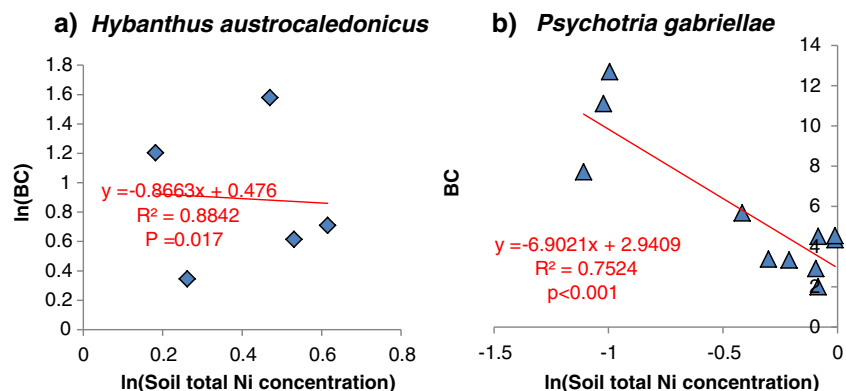 a) Hybanthus austrocaledonicus
1.8
1.6
1.4
1.2
1
0.8
0.6
0.4
0.2
0
ln(BC)
y =-0.8663x + 0.476
R² = 0.8842
P =0.017
0 0.2 0.4 0.6 0.8
ln(Soil total Ni concentration)
b) Psychotria gabriellae
14
12
10
8
6
4
2
0
BC
y =-6.9021x + 2.9409
R² = 0.7524
p<0.001
-1.5 -1 -0.5 0
ln(Soil total Ni concentration)